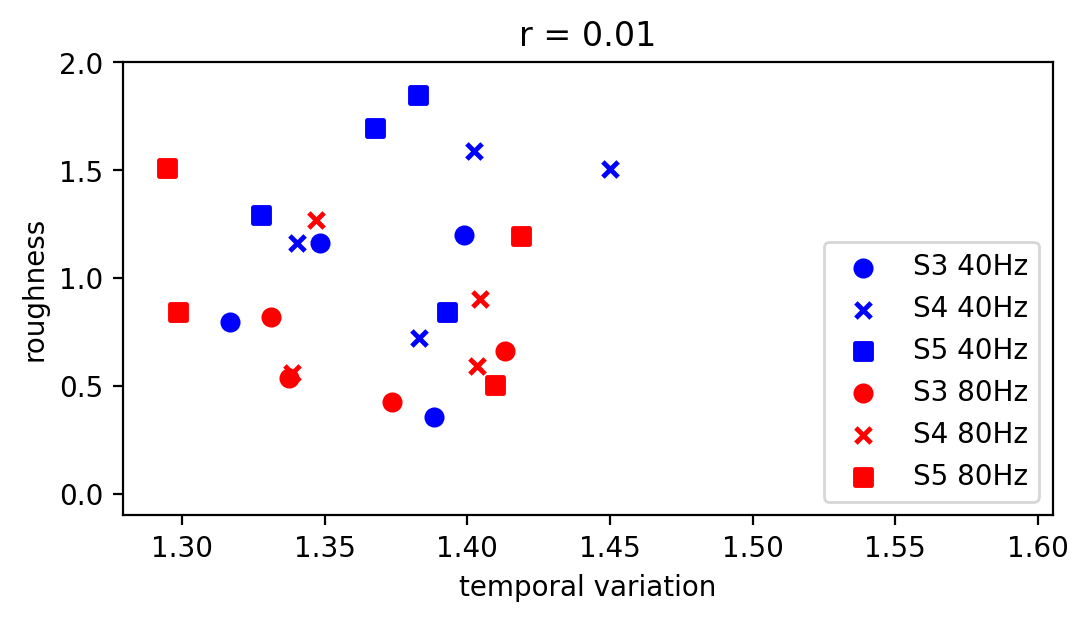 r = 0.01
2.0
1.5
1.0
0.5
0.0
roughness
S3 40Hz
S4 40Hz
S5 40Hz
S3 80Hz
S4 80Hz
S5 80Hz
1.30 1.35 1.40 1.45 1.50 1.55 1.60
temporal variation